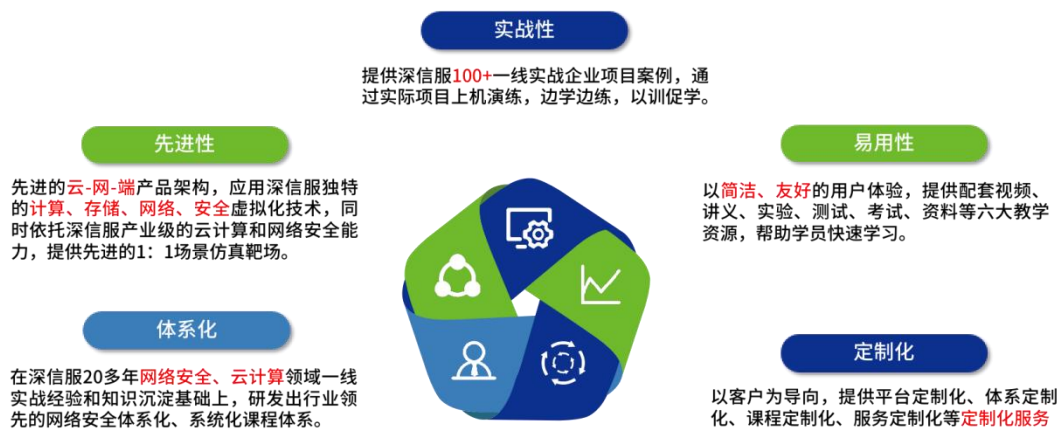 实战性
提供深信服100+一线实战企业项目案例，通
过实际项目上机演练，边学边练，以训促学。
先进性
先进的云-网-端产品架构，应用深信服独特
的计算、存储、网络、安全虚拟化技术，同
时依托深信服产业级的云计算和网络安全能
力，提供先进的1：1场景仿真靶场。
易用性
以简洁、友好的用户体验，提供配套视频、
讲义、实验、测试、考试、资料等六大教学
资源，帮助学员快速学习。
体系化
在深信服20多年网络安全、云计算领域一线
实战经验和知识沉淀基础上，研发出行业领
先的网络安全体系化、系统化课程体系。
定制化
以客户为导向，提供平台定制化、体系定制
化、课程定制化、服务定制化等定制化服务